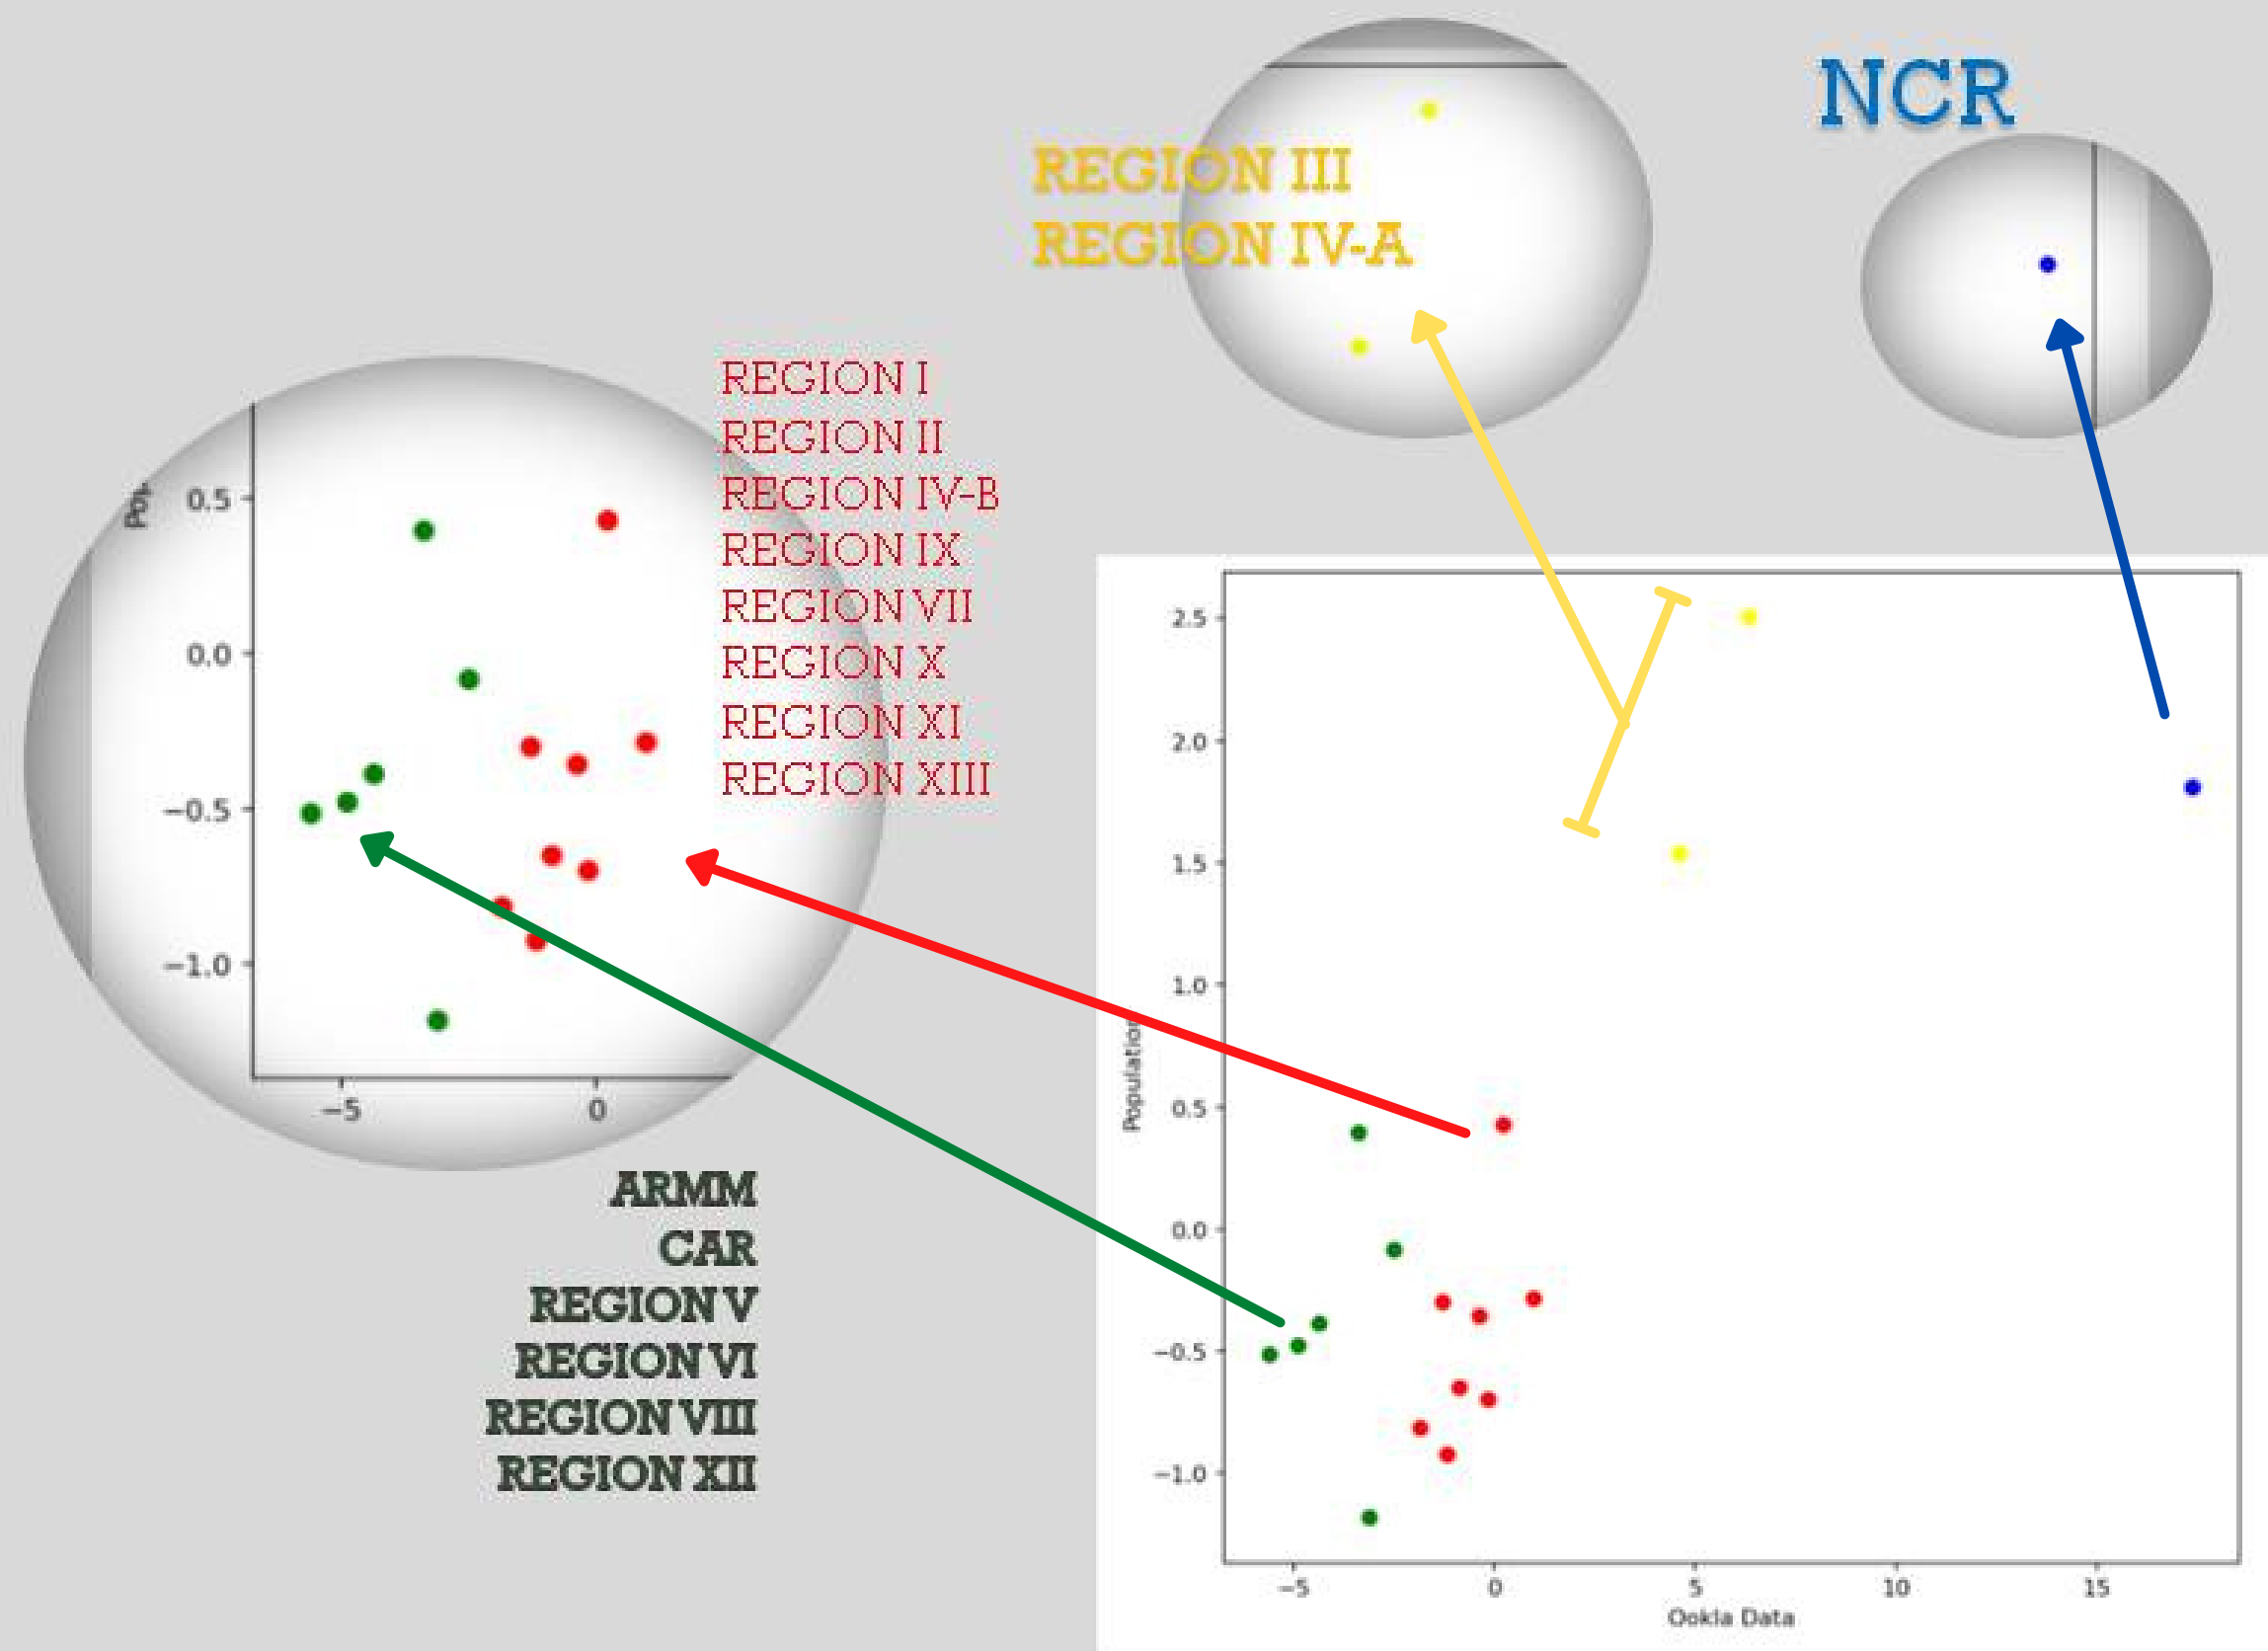 NCR
REGION III
REGION IV-A
REGION I
REGION II
REGION IV-B
REGION IX
REGION VII
REGION X
REGION XI
REGION XIII
0.5
0.0
−0.5
−1.0
−5
0
ARMM
CAR
REGION V
REGION VI
REGION VIII
REGION XII
2.5
2.0
1.5
1.0
0.5
0.0
−0.5
−1.0
Population
−5
0
5
10
15
Ookla Data